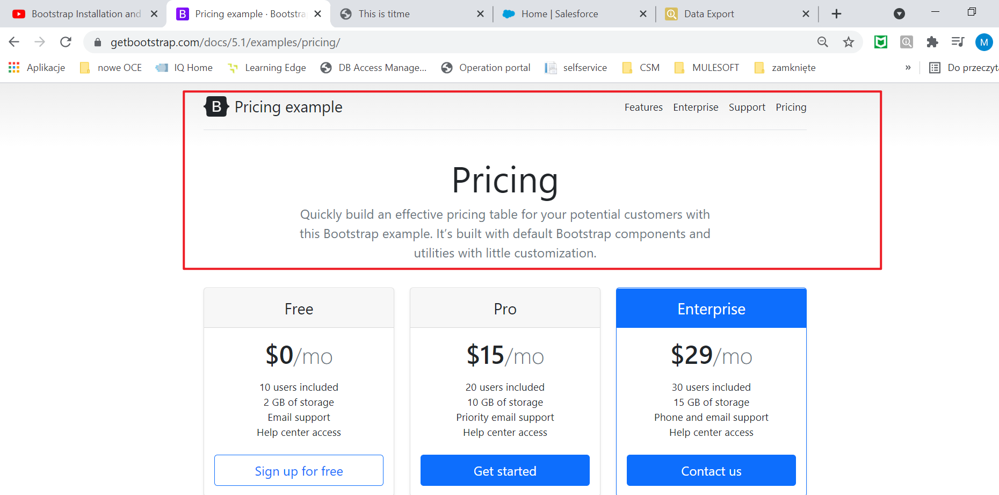 Bootstrap Installation and
Pricing example · Bootstra
This is titme
Home | Salesforce
Data Export
getbootstrap.com/docs/5.1/examples/pricing/
M
Aplikacje
nowe OCE
IQ Home
Learning Edge
DB Access Manage...
Operation portal
selfservice
CSM
MULESOFT
zamknięte
»
Do przeczyta
B Pricing example
Features Enterprise Support Pricing
Pricing
Quickly build an effective pricing table for your potential customers with
this Bootstrap example. It’s built with default Bootstrap components and
utilities with little customization.
Free
$0/mo
10 users included
2 GB of storage
Email support
Help center access
Sign up for free
Pro
$15/mo
20 users included
10 GB of storage
Priority email support
Help center access
Get started
Enterprise
$29/mo
30 users included
15 GB of storage
Phone and email support
Help center access
Contact us